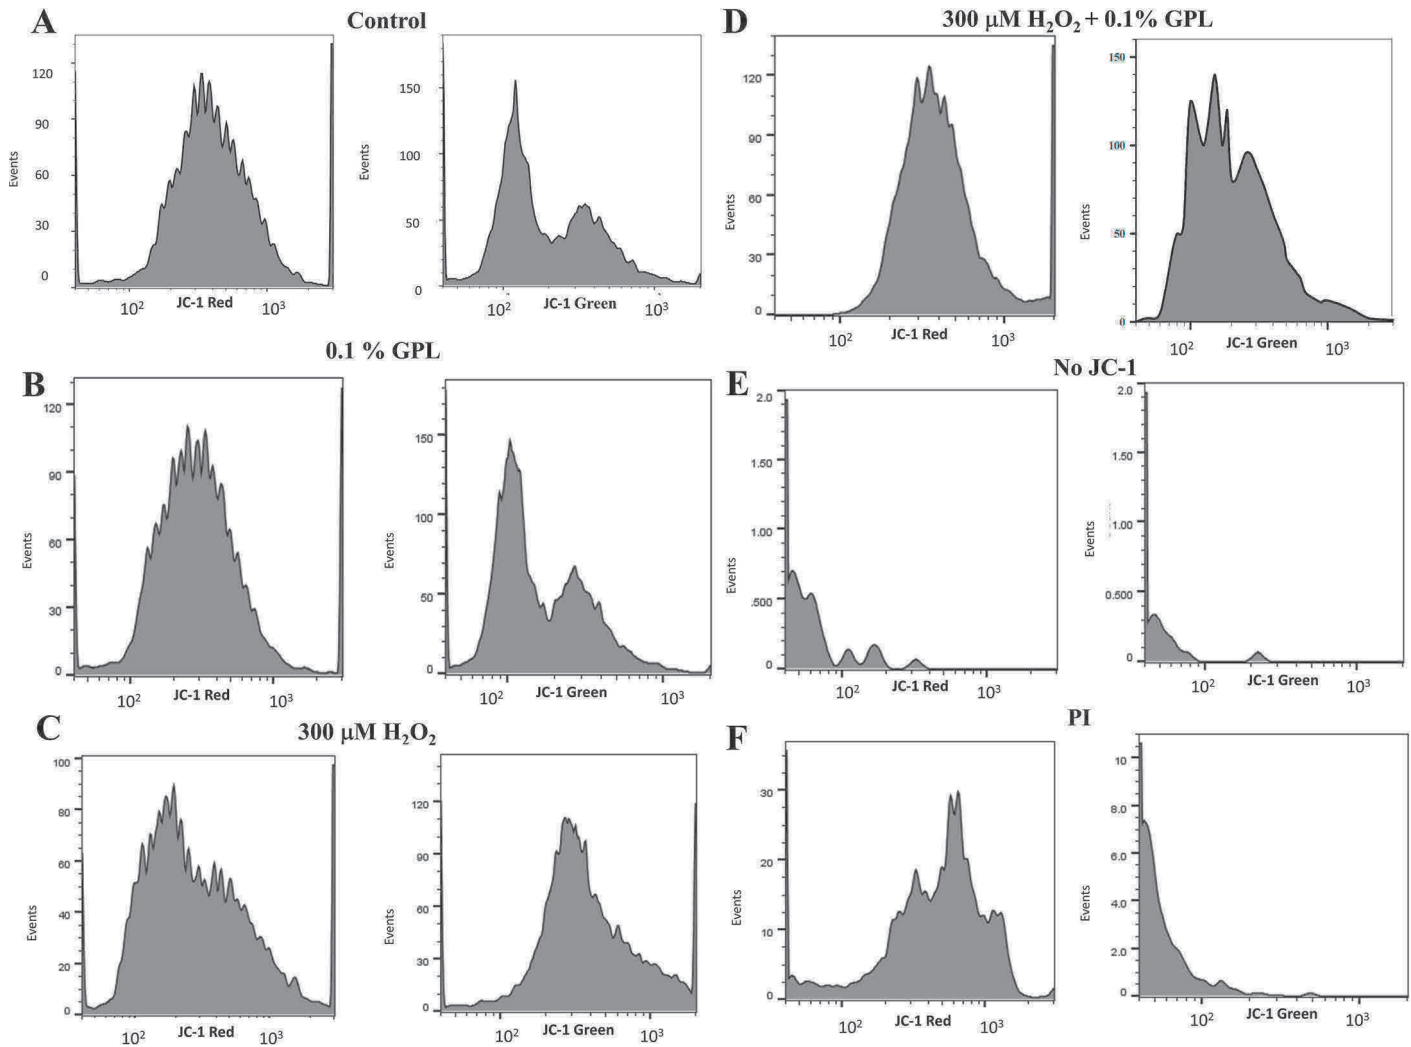 A
Control
120
90
60
30
0
Events
10²
JC-1 Red
10³
150
100
50
0
Events
10²
JC-1 Green
10³
B
0.1 % GPL
120
90
60
30
0
Events
10²
JC-1 Red
10³
150
100
50
0
Events
10²
JC-1 Green
10³
C
300 μM H₂O₂
100
80
60
40
20
0
Events
10²
JC-1 Red
10³
120
90
60
30
0
Events
10²
JC-1 Green
10³
D
300 μM H₂O₂ + 0.1% GPL
120
90
60
30
0
Events
10²
JC-1 Red
10³
150
100
50
0
Events
10²
JC-1 Green
10³
E
No JC-1
2.0
1.50
1.00
.500
0
Events
10²
JC-1 Red
10³
2.0
1.50
1.00
0.500
0
Events
10²
JC-1 Green
10³
F
PI
30
20
10
0
Events
10²
JC-1 Red
10³
10
8.0
6.0
4.0
2.0
0
Events
10²
JC-1 Green
10³